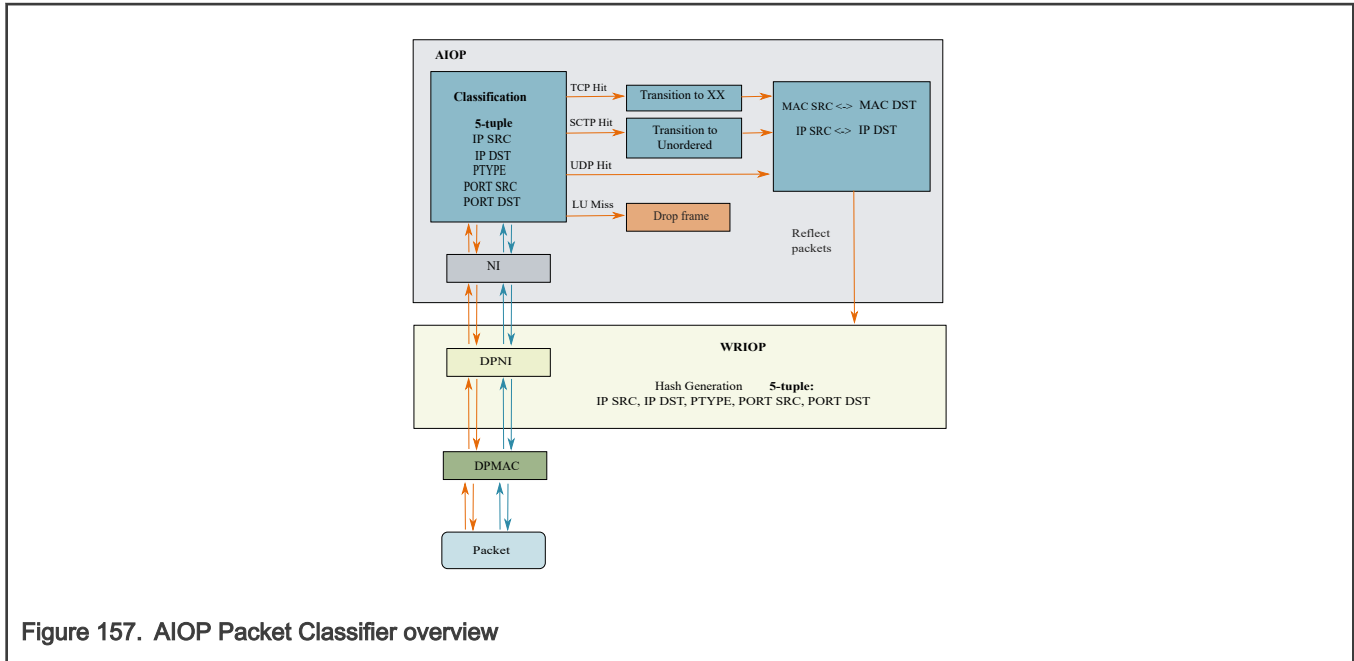 AIOP
Classification
5-tuple
IP SRC
IP DST
PTYPE
PORT SRC
PORT DST
TCP Hit
Transition to XX
SCTP Hit
Transition to
Unordered
UDP Hit
LU Miss
Drop frame
MAC SRC <-> MAC DST
IP SRC <-> IP DST
Reflect
packets
NI
WRIOP
DPNI
Hash Generation 5-tuple:
IP SRC, IP DST, PTYPE, PORT SRC, PORT DST
DPMAC
Packet
Figure 157. AIOP Packet Classifier overview